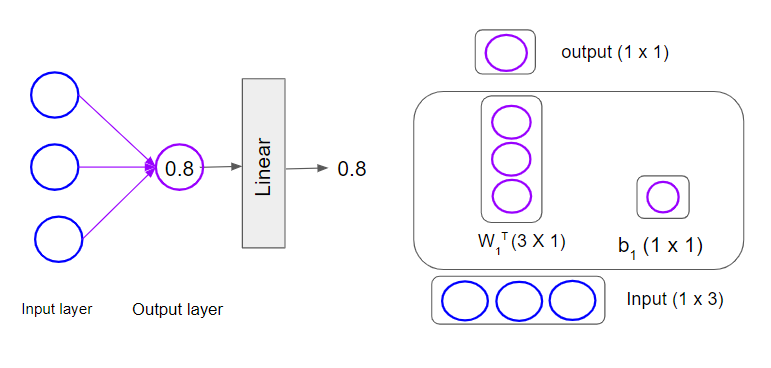 output (1 x 1)
0.8
Linear
0.8
W₁ᵀ (3 X 1)
b₁ (1 x 1)
Input layer
Output layer
Input (1 x 3)